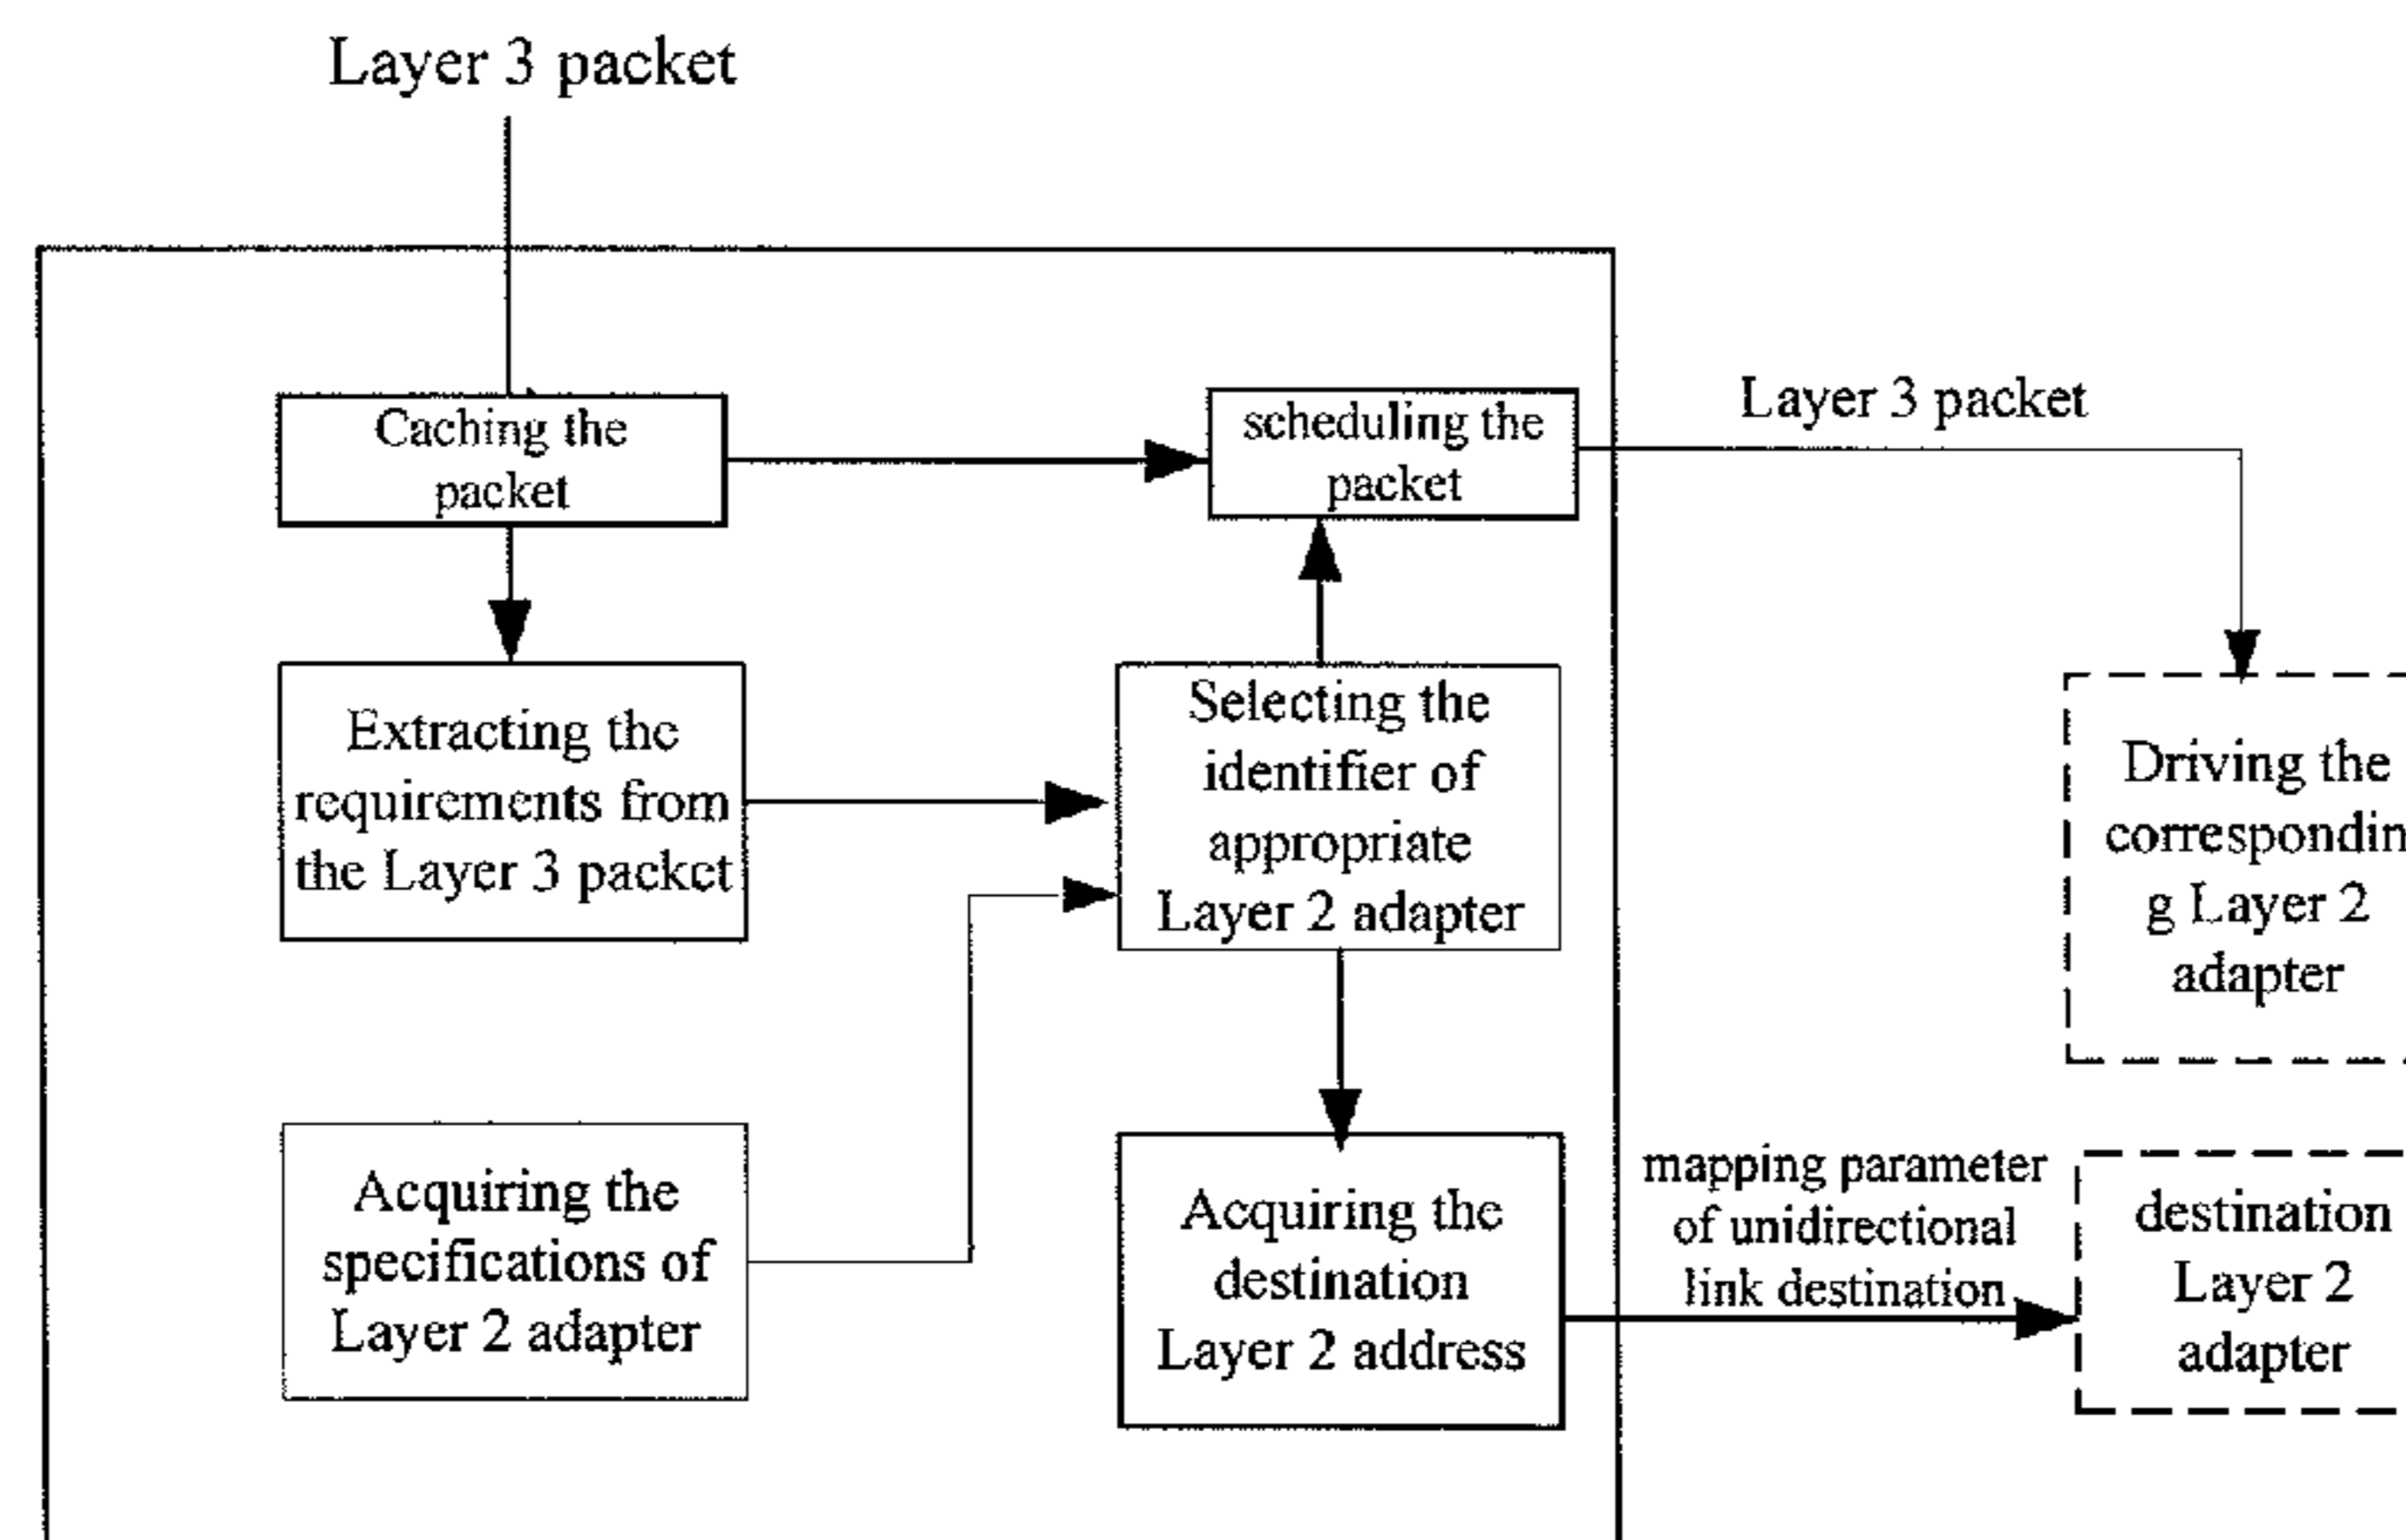 Layer 3 packet
Caching the
packet
scheduling the
packet
Layer 3 packet
Extracting the
requirements from
the Layer 3 packet
Selecting the
identifier of
appropriate
Layer 2 adapter
Driving the
correspondin
g Layer 2
adapter
Acquiring the
specifications of
Layer 2 adapter
Acquiring the
destination
Layer 2 address
mapping parameter
of unidirectional
link destination
destination
Layer 2
adapter